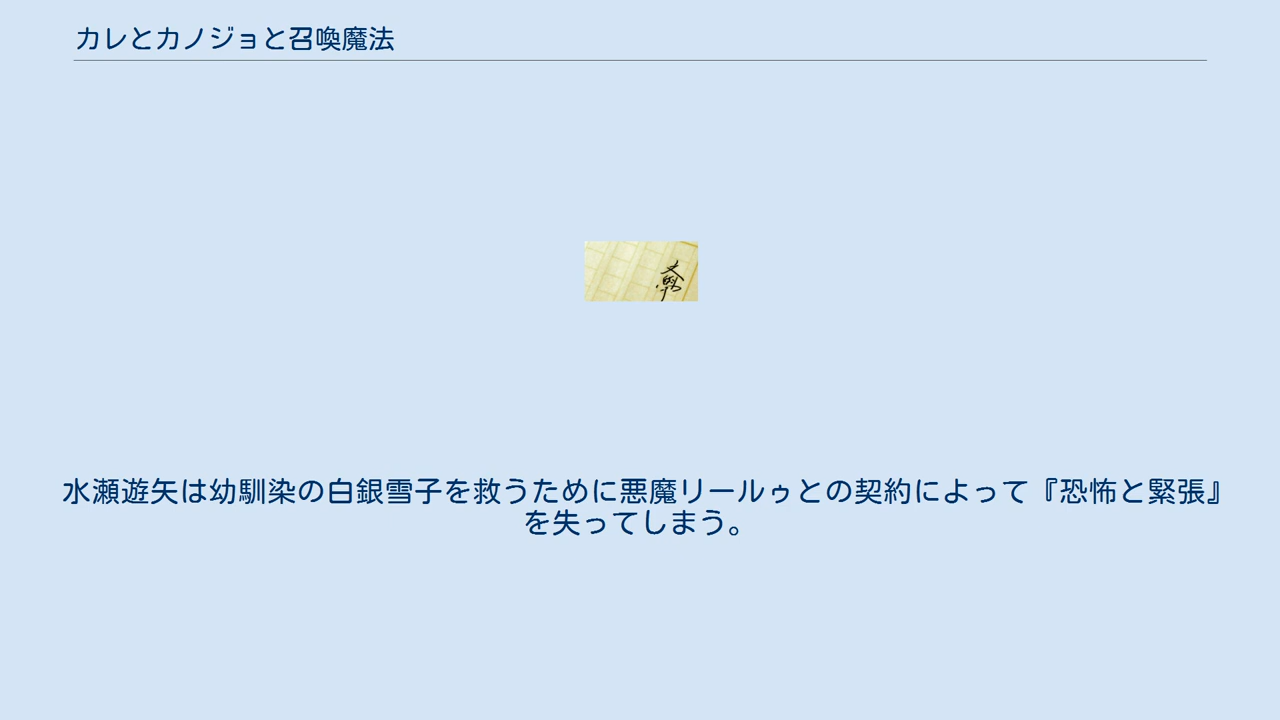 カレとカノジョと召喚魔法
水瀬遊矢は幼馴染の白銀雪子を救うために悪魔リールゥとの契約によって『恐怖と緊張』
を失ってしまう。